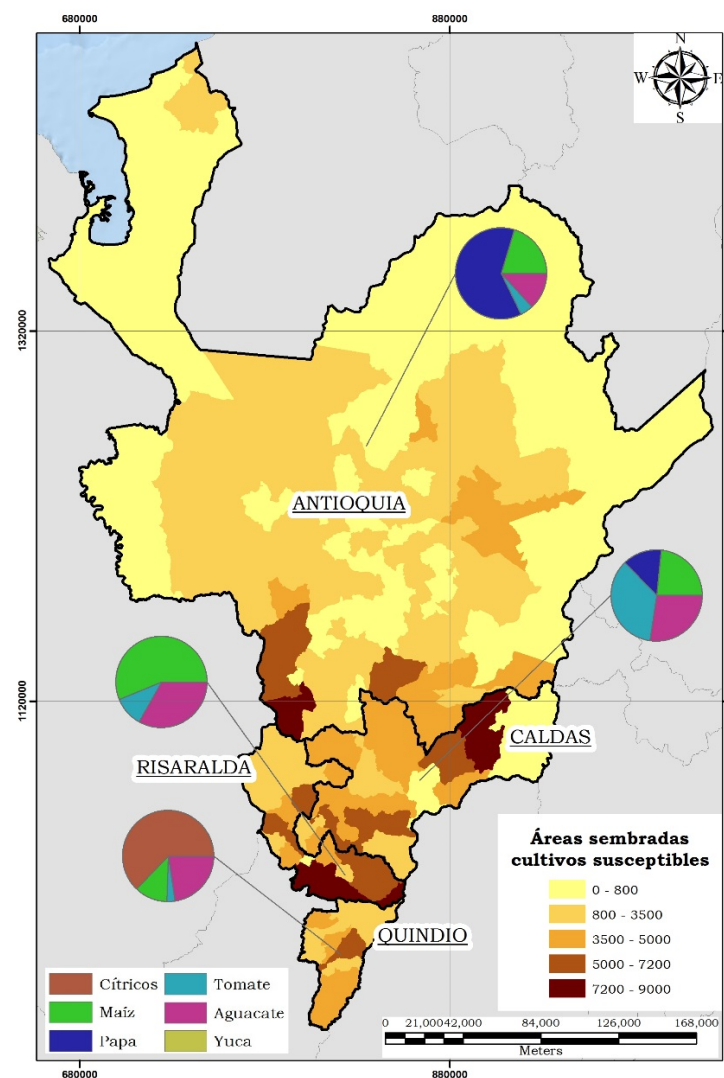 680000
880000
N
W E
S
1320000
1320000
ANTIOQUIA
1120000
1120000
CALDAS
RISARALDA
QUINDIO
Áreas sembradas
cultivos susceptibles
0 - 800
800 - 3500
3500 - 5000
5000 - 7200
7200 - 9000
Cítricos Tomate
Maíz Aguacate
Papa Yuca
0 21,000 42,000 84,000 126,000 168,000
Meters
680000
880000